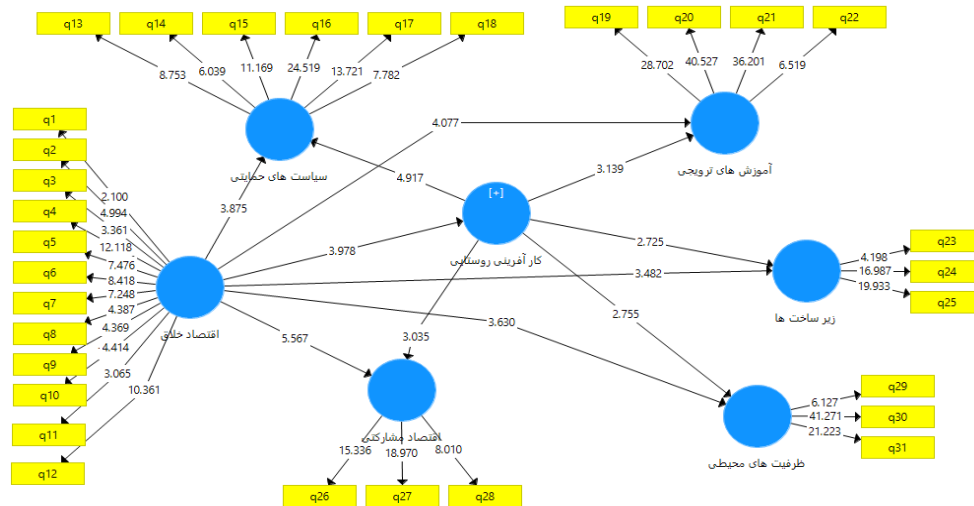 q13
q14
q15
q16
q17
q18
q19
q20
q21
q22
8.753
6.039
11.169
24.519
13.721
7.782
28.702
40.527
36.201
6.519
q1
q2
q3
q4
q5
q6
q7
q8
q9
q10
q11
q12
2.100
4.994
3.361
12.118
7.476
8.418
7.248
4.387
4.369
4.414
3.065
10.361
سیاست های حمایتی
آموزش های ترویجی
[+]
کار آفرینی روستایی
اقتصاد خلاق
زیر ساخت ها
اقتصاد مشارکتی
ظرفیت های محیطی
4.077
3.875
4.917
3.139
3.978
2.725
3.482
3.630
2.755
3.035
5.567
q23
q24
q25
4.198
16.987
19.933
q29
q30
q31
6.127
41.271
21.223
15.336
18.970
8.010
q26
q27
q28